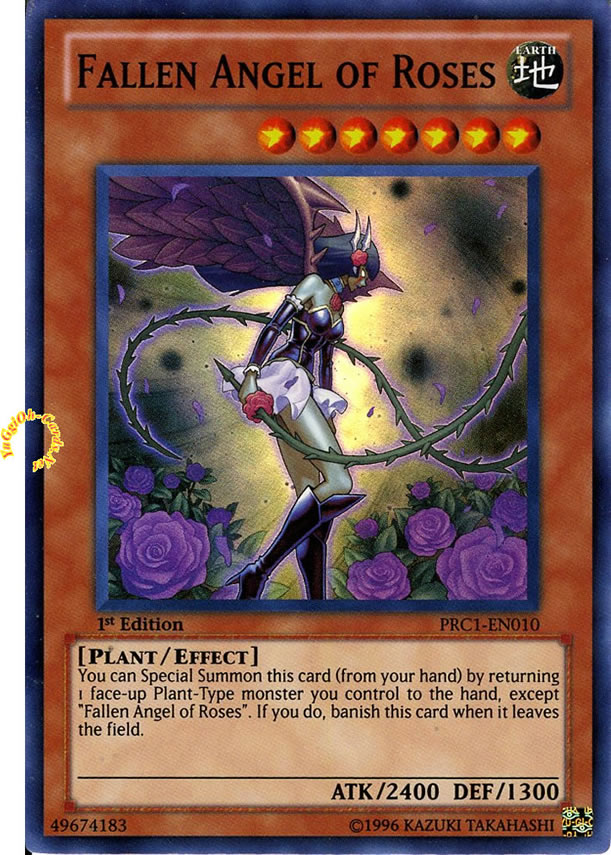 FALLEN ANGEL OF ROSES
EARTH
地
YuGiOh-Cards.Net
1st Edition
PRC1-EN010
[PLANT/EFFECT]
You can Special Summon this card (from your hand) by returning
1 face-up Plant-Type monster you control to the hand, except
"Fallen Angel of Roses". If you do, banish this card when it leaves
the field.
ATK/2400 DEF/1300
49674183
©1996 KAZUKI TAKAHASHI